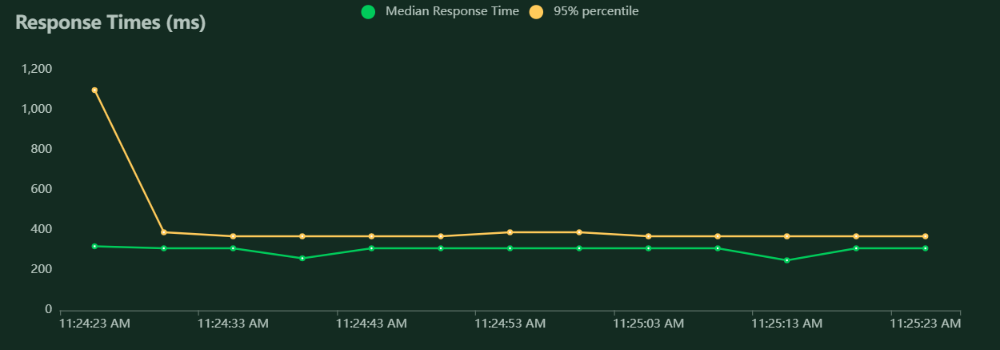 Response Times (ms)
Median Response Time 95% percentile
1,200
1,000
800
600
400
200
0
11:24:23 AM 11:24:33 AM 11:24:43 AM 11:24:53 AM 11:25:03 AM 11:25:13 AM 11:25:23 AM